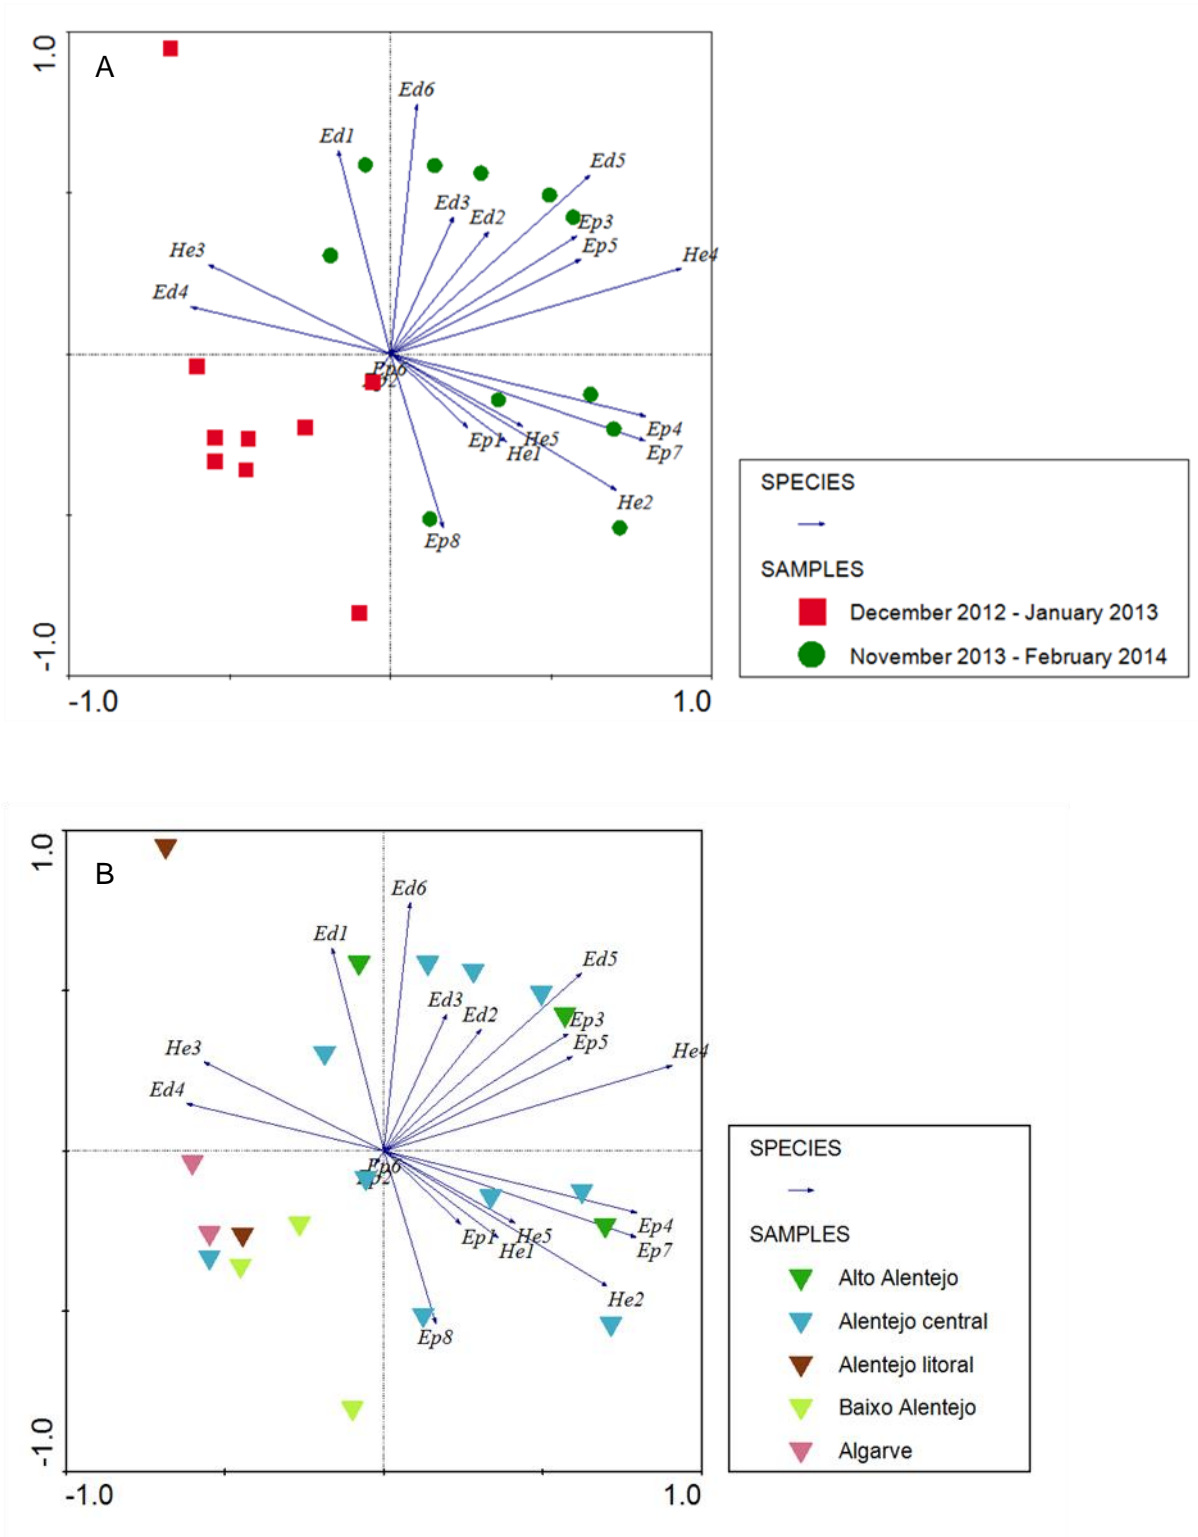 1.0
A
Ed6
Ed1
Ed5
Ed3
Ed2
Ep3
Ep5
He3
He4
Ed4
Ep6
Ep2
Ep1
He5
He1
Ep4
Ep7
He2
Ep8
-1.0
-1.0
1.0
SPECIES
SAMPLES
December 2012 - January 2013
November 2013 - February 2014
1.0
B
Ed6
Ed1
Ed5
Ed3
Ed2
Ep3
Ep5
He3
He4
Ed4
Ep6
Ep2
Ep1
He5
He1
Ep4
Ep7
He2
Ep8
-1.0
-1.0
1.0
SPECIES
SAMPLES
Alto Alentejo
Alentejo central
Alentejo litoral
Baixo Alentejo
Algarve